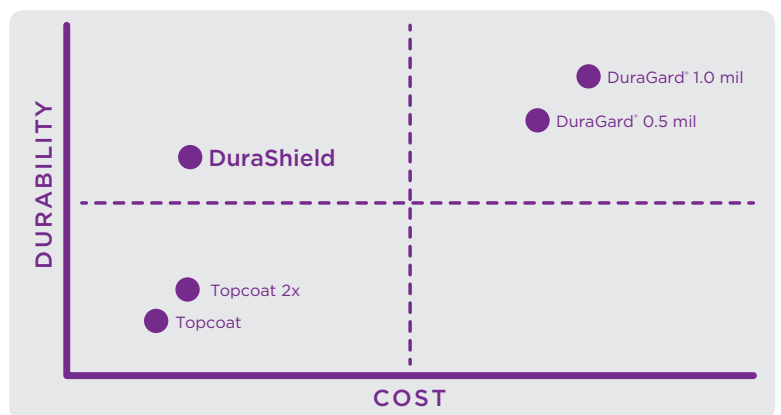 DURABILITY
DuraGard® 1.0 mil
DuraGard® 0.5 mil
DuraShield
Topcoat 2x
Topcoat
COST